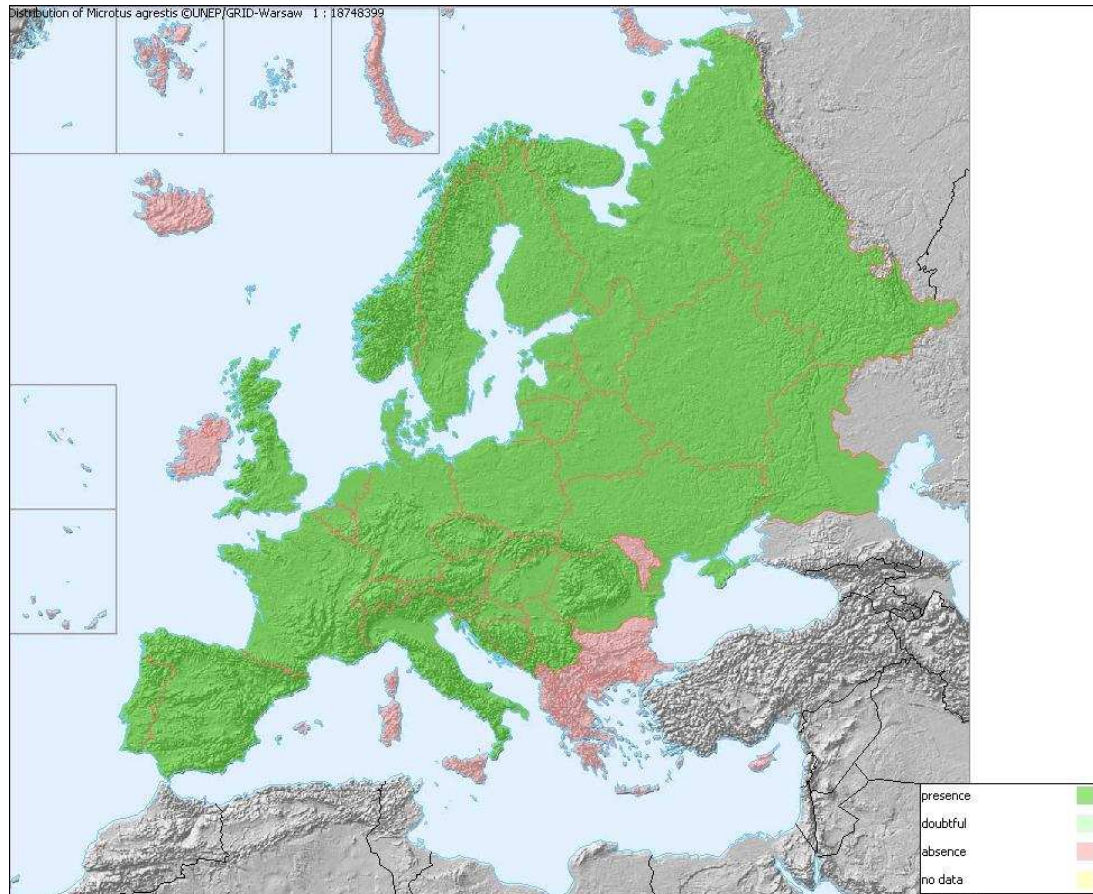 Distribution of Microtus agrestis ©UNEP/GRID-Warsaw 1 : 18748399
presence
doubtful
absence
no data